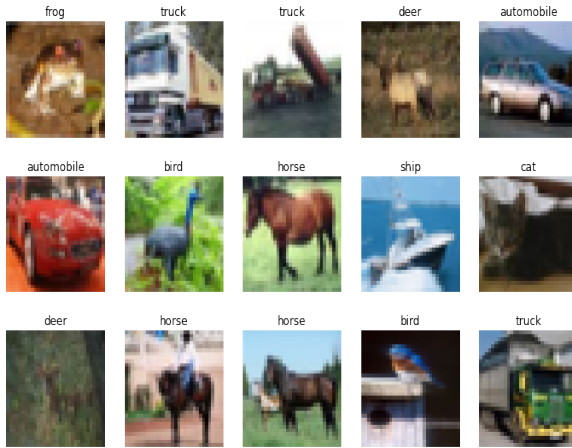 frog truck truck deer automobile
automobile bird horse ship cat
deer horse horse bird truck